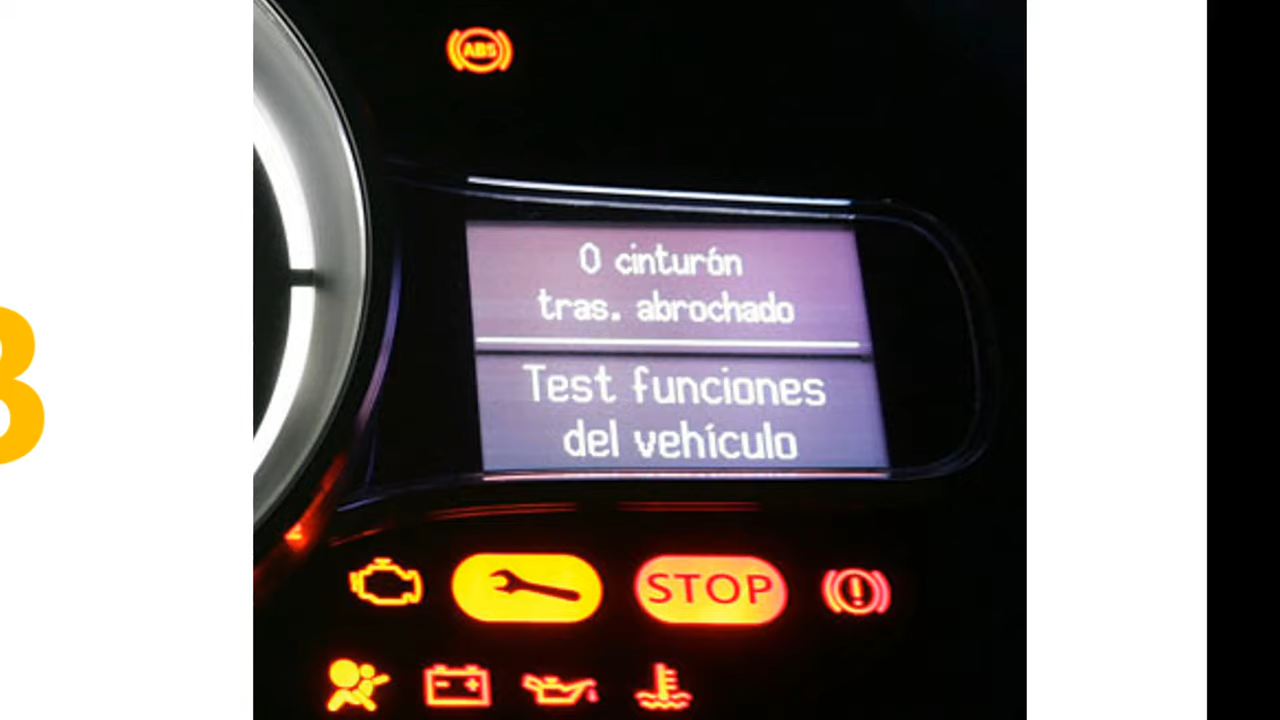 ABS
0 cinturón
tras. abrochado
Test funciones
del vehículo
STOP